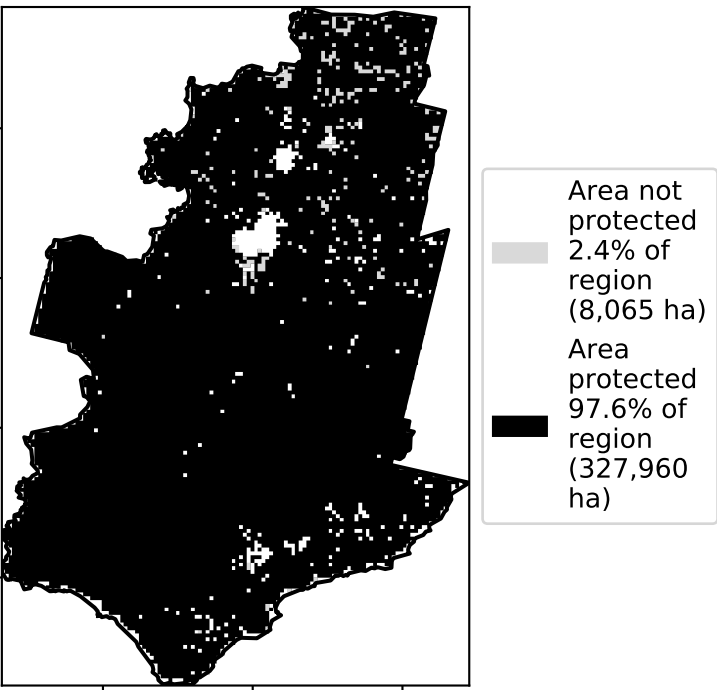 Area not
protected
2.4% of
region
(8,065 ha)
Area
protected
97.6% of
region
(327,960
ha)